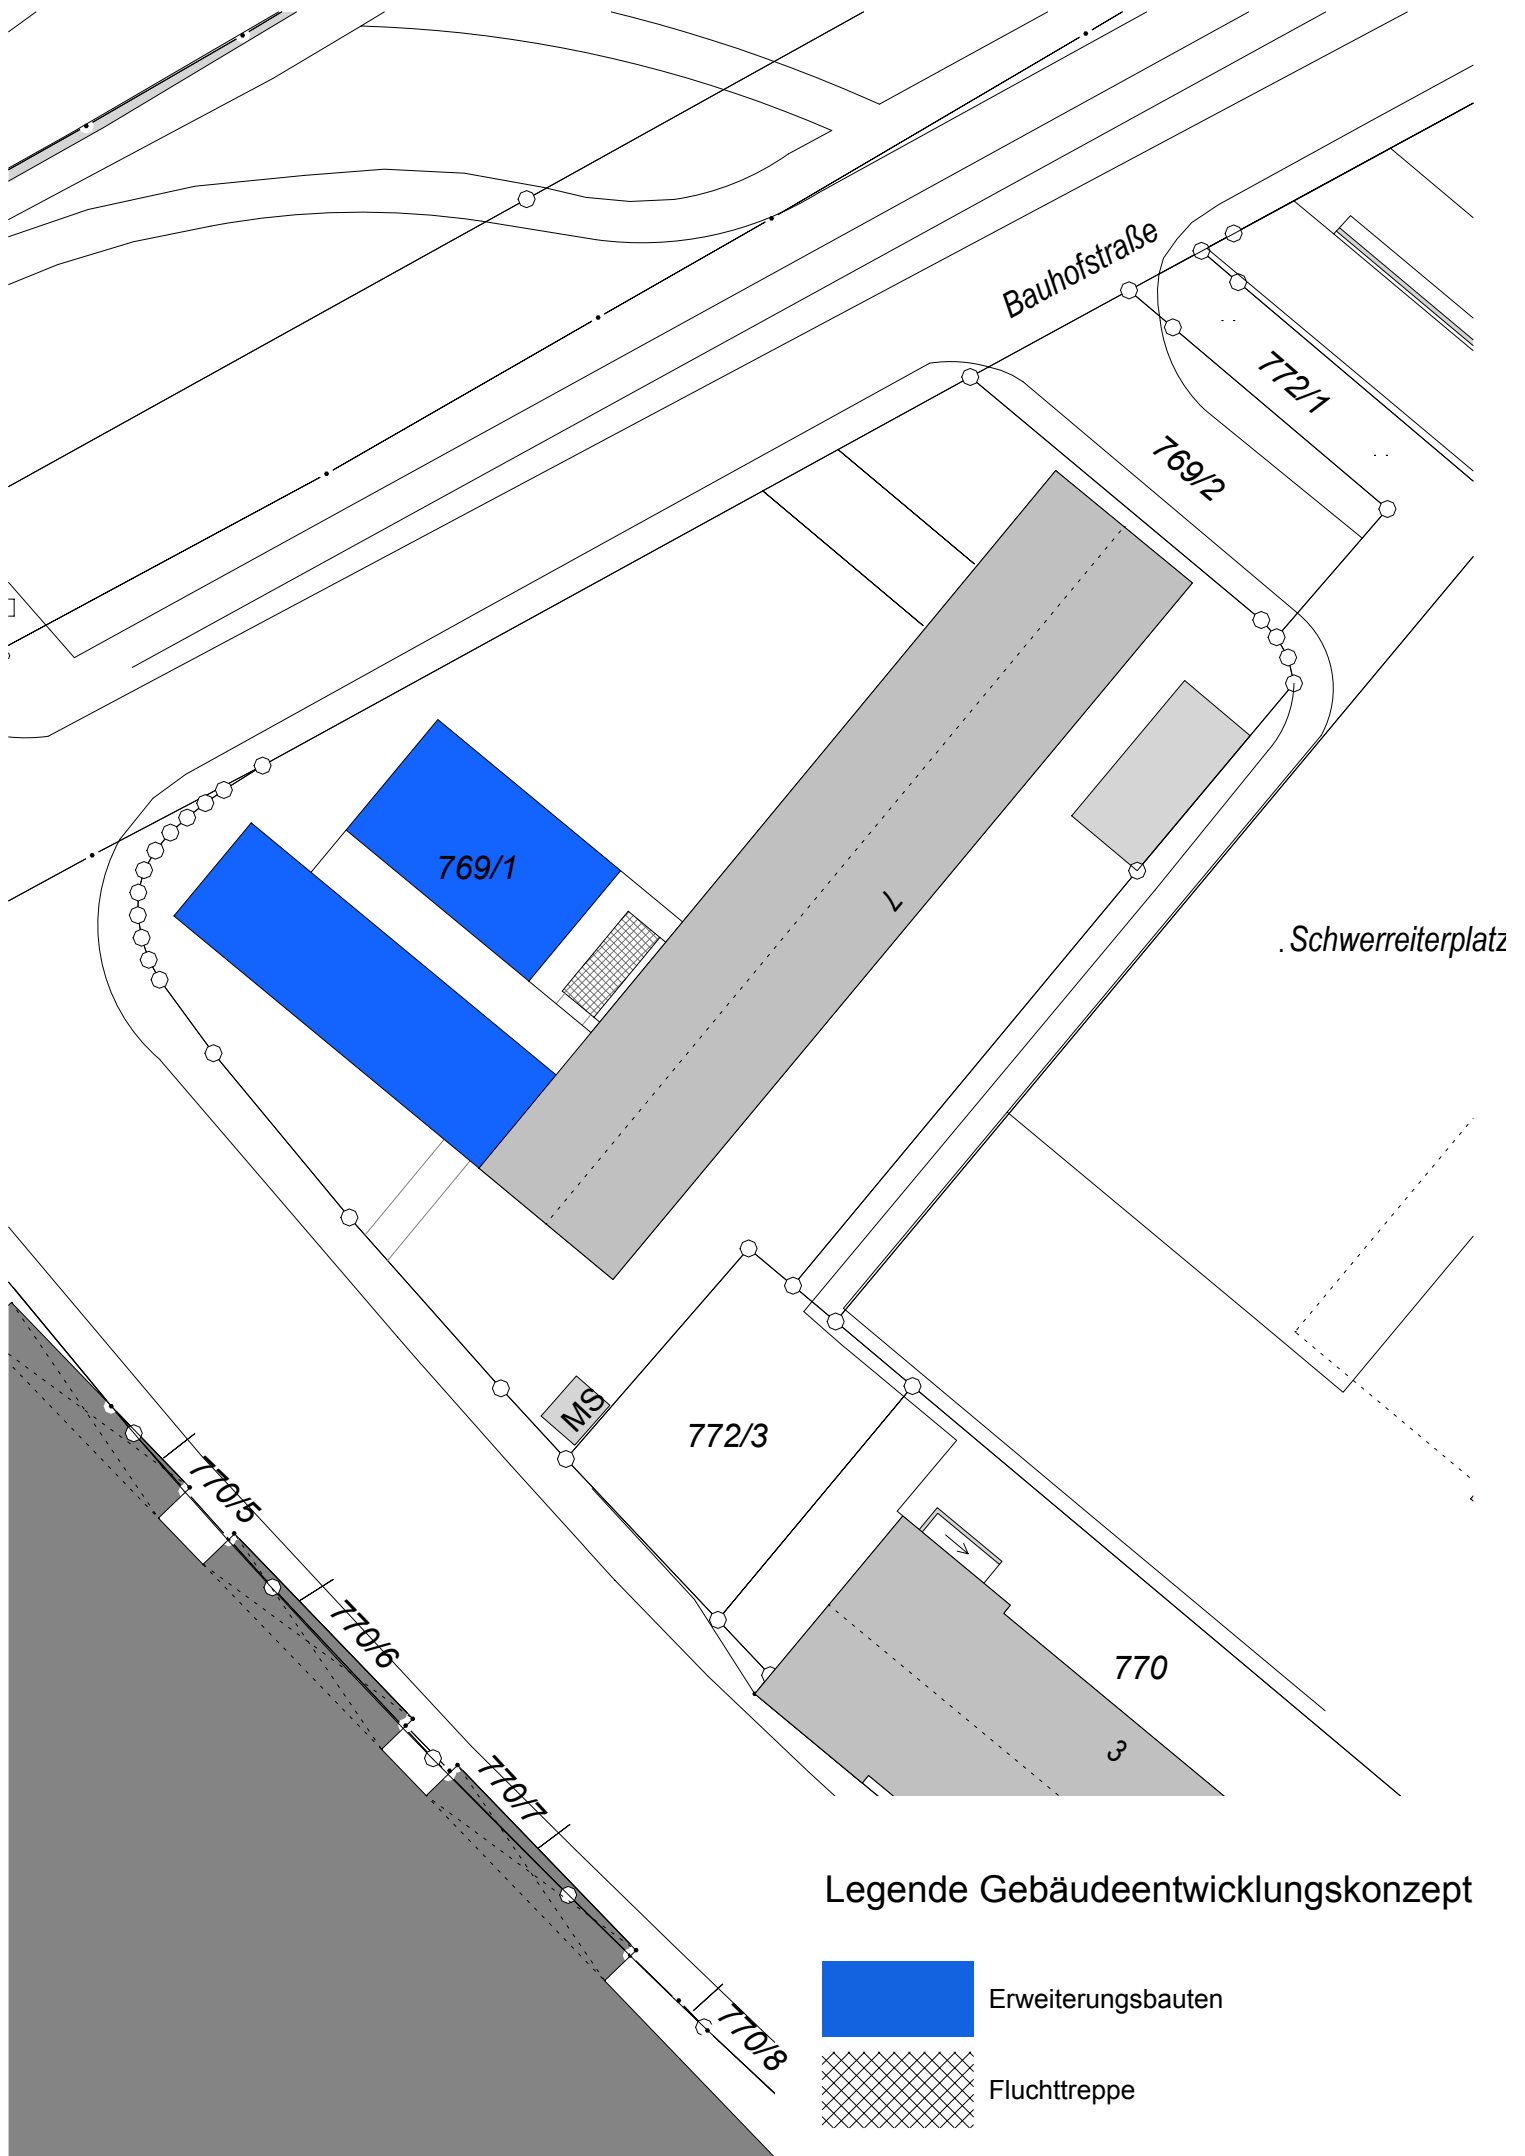 Bauhofstraße
772/1
769/2
769/1
7
. Schwerreiterplatz
MS
772/3
770/5
770/6
770
3
770/7
Legende Gebäudeentwicklungskonzept
Erweiterungsbauten
770/8
Fluchttreppe